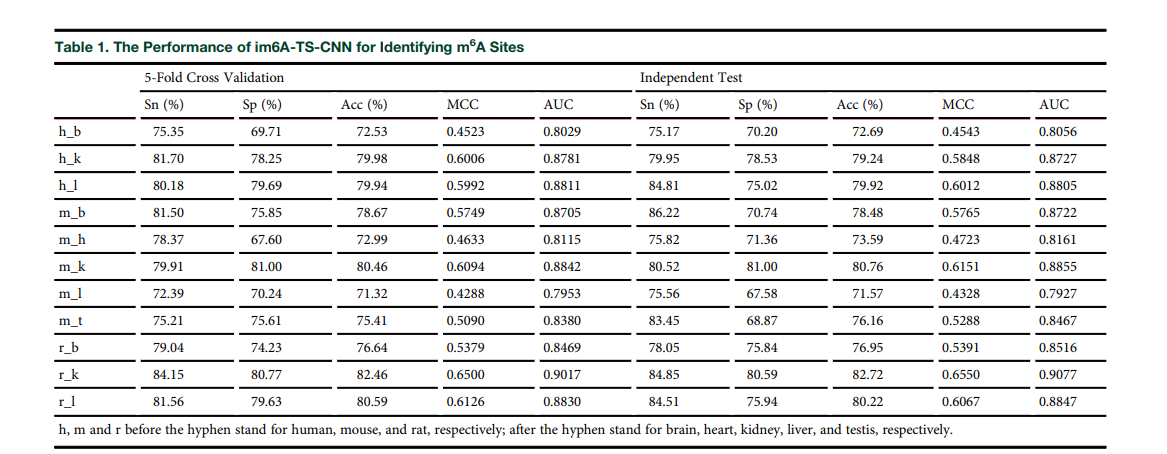 Table 1. The Performance of im6A-TS-CNN for Identifying m⁶A Sites
5-Fold Cross Validation Independent Test
Sn (%) Sp (%) Acc (%) MCC AUC Sn (%) Sp (%) Acc (%) MCC AUC
h_b 75.35 69.71 72.53 0.4523 0.8029 75.17 70.20 72.69 0.4543 0.8056
h_k 81.70 78.25 79.98 0.6006 0.8781 79.95 78.53 79.24 0.5848 0.8727
h_l 80.18 79.69 79.94 0.5992 0.8811 84.81 75.02 79.92 0.6012 0.8805
m_b 81.50 75.85 78.67 0.5749 0.8705 86.22 70.74 78.48 0.5765 0.8722
m_h 78.37 67.60 72.99 0.4633 0.8115 75.82 71.36 73.59 0.4723 0.8161
m_k 79.91 81.00 80.46 0.6094 0.8842 80.52 81.00 80.76 0.6151 0.8855
m_l 72.39 70.24 71.32 0.4288 0.7953 75.56 67.58 71.57 0.4328 0.7927
m_t 75.21 75.61 75.41 0.5090 0.8380 83.45 68.87 76.16 0.5288 0.8467
r_b 79.04 74.23 76.64 0.5379 0.8469 78.05 75.84 76.95 0.5391 0.8516
r_k 84.15 80.77 82.46 0.6500 0.9017 84.85 80.59 82.72 0.6550 0.9077
r_l 81.56 79.63 80.59 0.6126 0.8830 84.51 75.94 80.22 0.6067 0.8847
h, m and r before the hyphen stand for human, mouse, and rat, respectively; after the hyphen stand for brain, heart, kidney, liver, and testis, respectively.